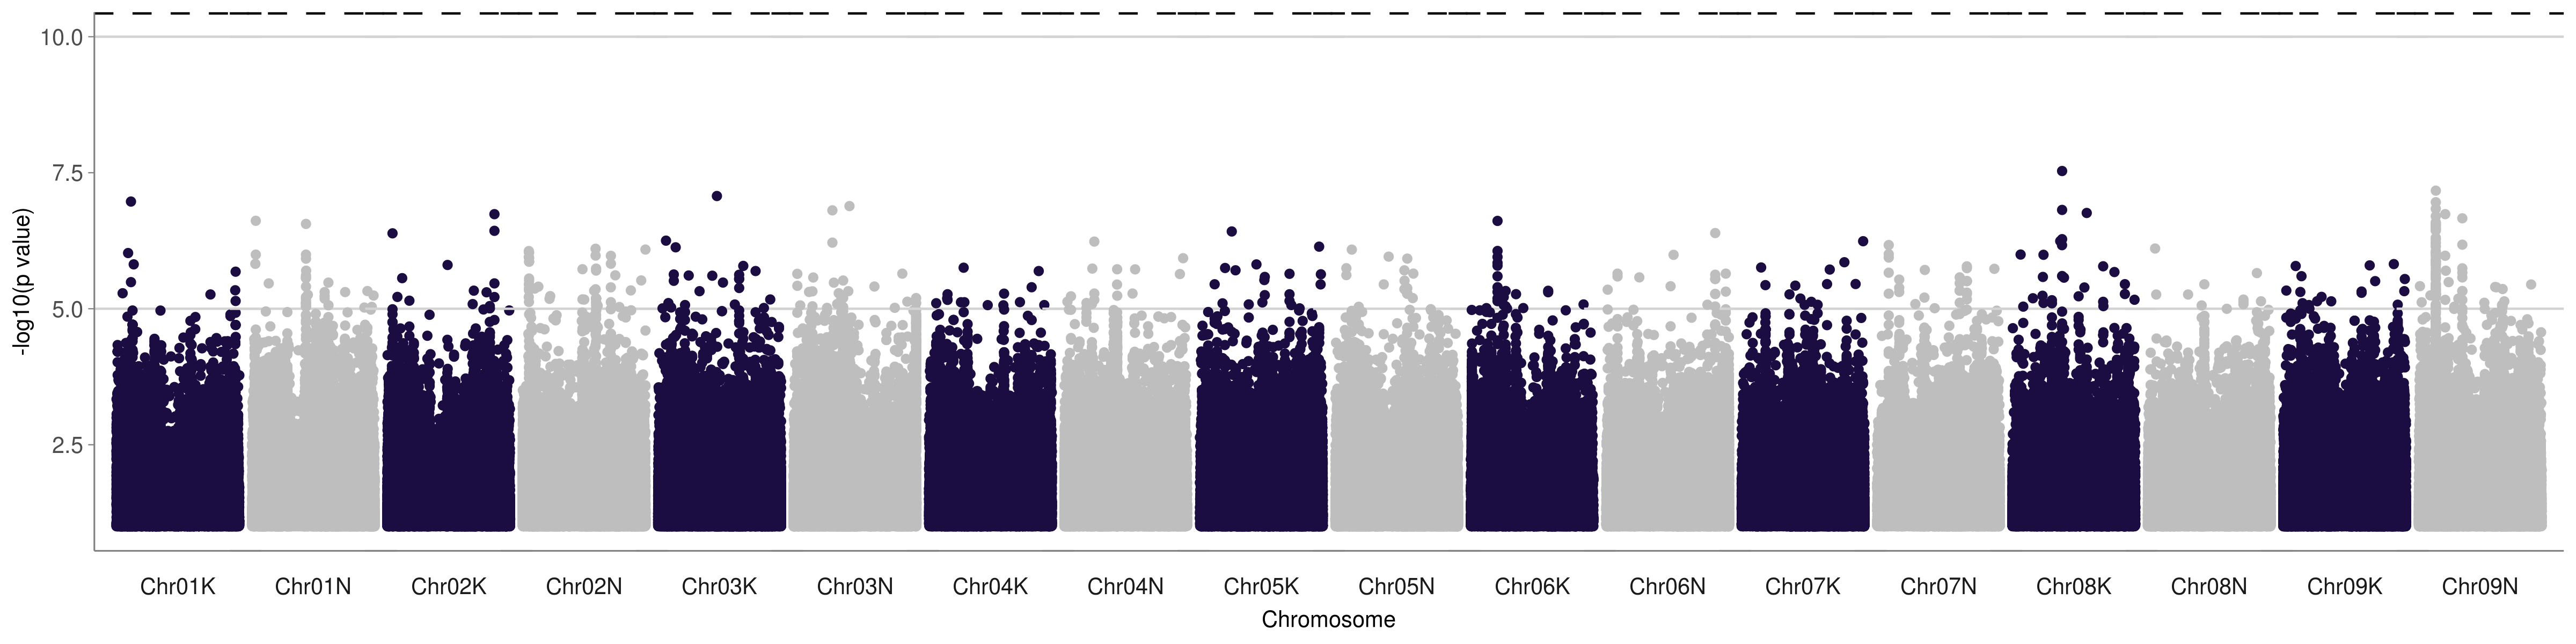 10.0
7.5
5.0
2.5
-log10(p value)
Chr01K Chr01N Chr02K Chr02N Chr03K Chr03N Chr04K Chr04N Chr05K Chr05N Chr06K Chr06N Chr07K Chr07N Chr08K Chr08N Chr09K Chr09N
Chromosome